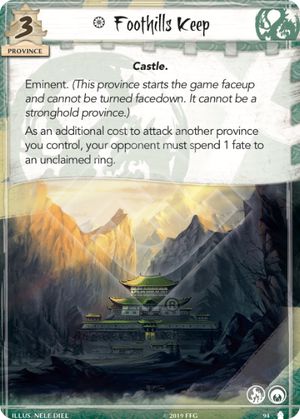 3
PROVINCE
Foothills Keep
Castle.
Eminent. (This province starts the game faceup
and cannot be turned facedown. It cannot be a
stronghold province.)
As an additional cost to attack another province
you control, your opponent must spend 1 fate to
an unclaimed ring.
ILLUS. NELE DIEL
© 2019 FFG
94